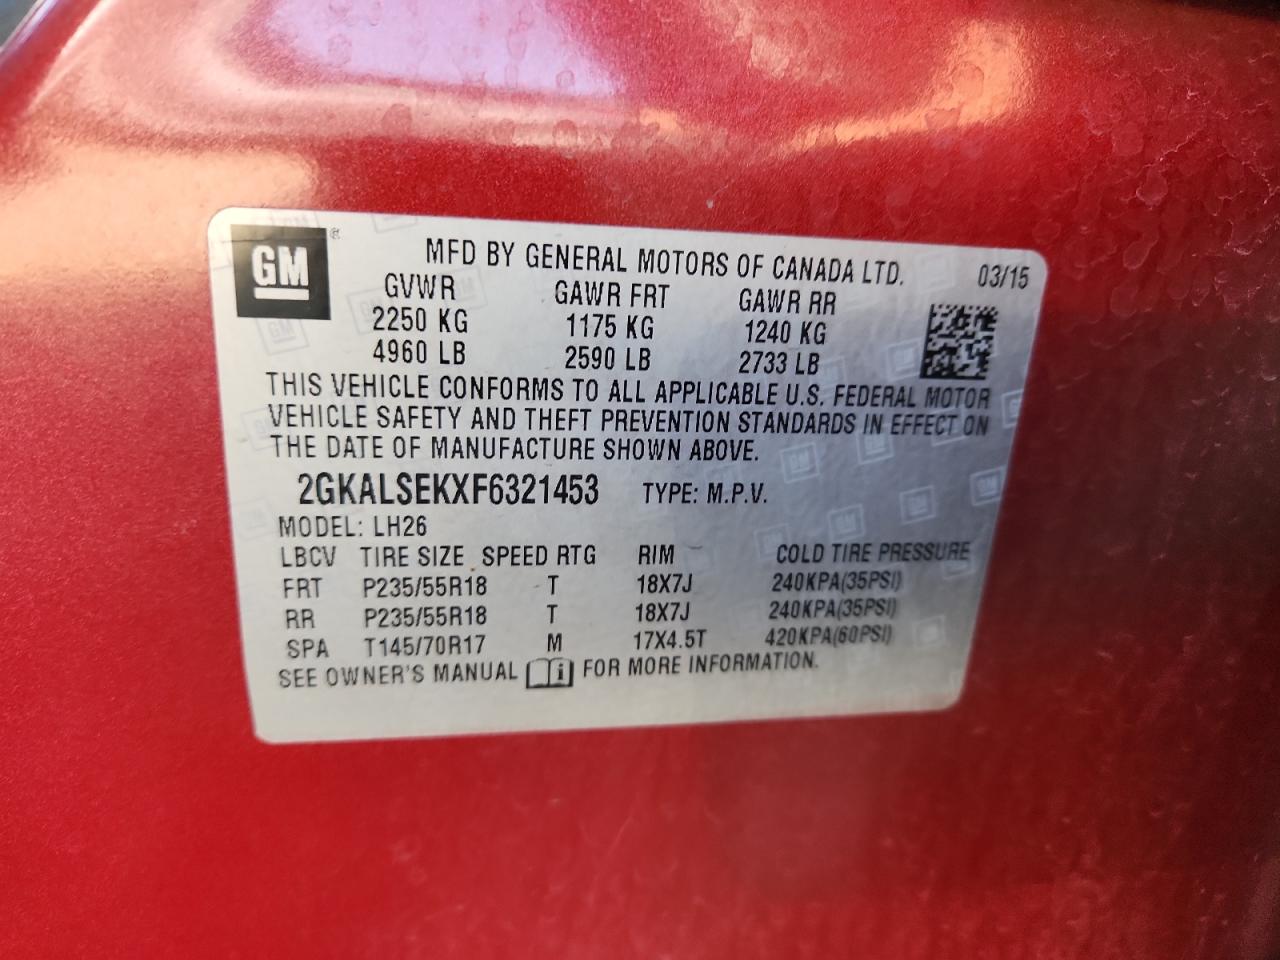 GM ®
MFD BY GENERAL MOTORS OF CANADA LTD. 03/15
GVWR GAWR FRT GAWR RR
2250 KG 1175 KG 1240 KG
4960 LB 2590 LB 2733 LB
THIS VEHICLE CONFORMS TO ALL APPLICABLE U.S. FEDERAL MOTOR
VEHICLE SAFETY AND THEFT PREVENTION STANDARDS IN EFFECT ON
THE DATE OF MANUFACTURE SHOWN ABOVE.
2GKALSEKXF6321453 TYPE: M.P.V.
MODEL: LH26
LBCV TIRE SIZE SPEED RTG RIM COLD TIRE PRESSURE
FRT P235/55R18 T 18X7J 240KPA(35PSI)
RR P235/55R18 T 18X7J 240KPA(35PSI)
SPA T145/70R17 M 17X4.5T 420KPA(60PSI)
SEE OWNER'S MANUAL i FOR MORE INFORMATION.